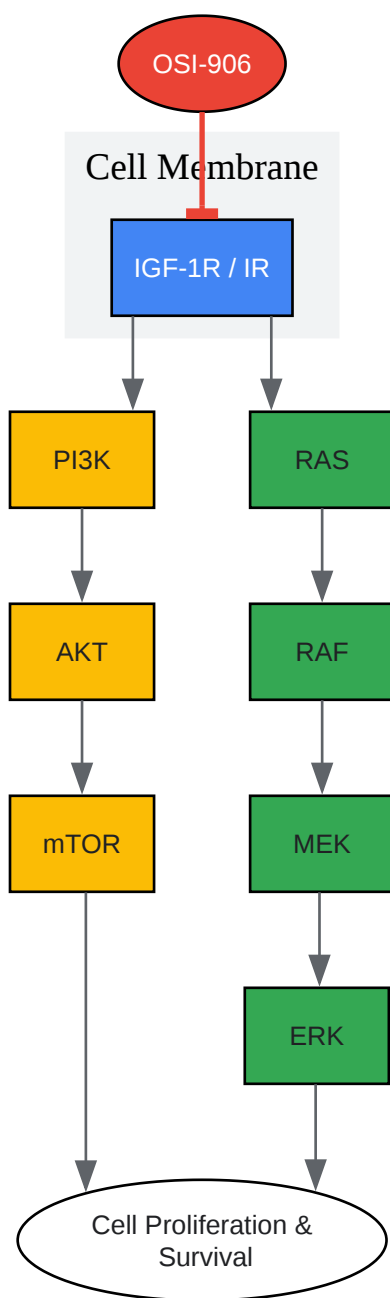 OSI-906
Cell Membrane
IGF-1R / IR
PI3K
RAS
AKT
RAF
mTOR
MEK
ERK
Cell Proliferation &
Survival